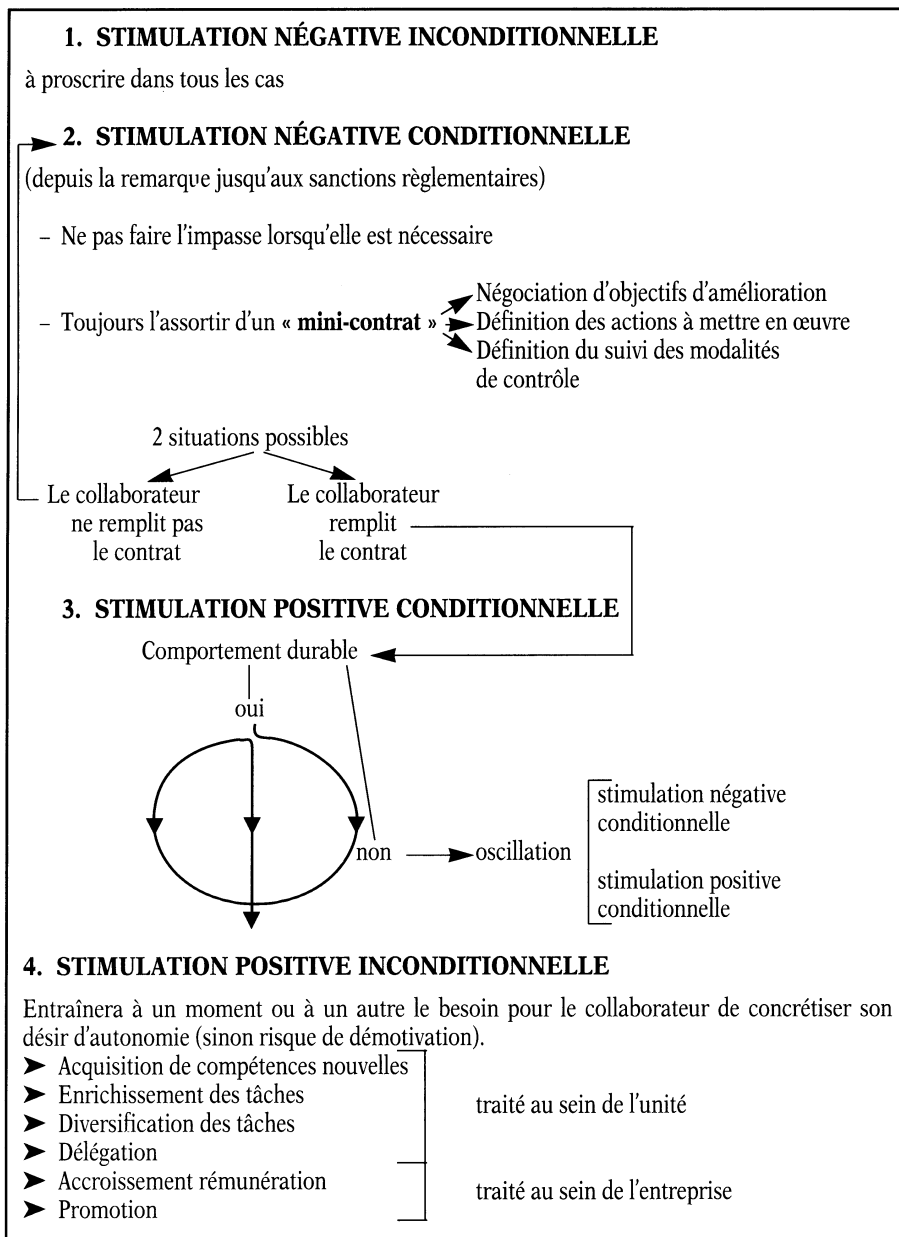 1. STIMULATION NÉGATIVE INCONDITIONNELLE
à proscrire dans tous les cas
2. STIMULATION NÉGATIVE CONDITIONNELLE
(depuis la remarque jusqu'aux sanctions règlementaires)
– Ne pas faire l'impasse lorsqu'elle est nécessaire
– Toujours l'assortir d'un « mini-contrat »
Négociation d'objectifs d'amélioration
Définition des actions à mettre en œuvre
Définition du suivi des modalités
de contrôle
2 situations possibles
Le collaborateur
ne remplit pas
le contrat
Le collaborateur
remplit
le contrat
3. STIMULATION POSITIVE CONDITIONNELLE
Comportement durable
oui
non
oscillation
stimulation négative
conditionnelle
stimulation positive
conditionnelle
4. STIMULATION POSITIVE INCONDITIONNELLE
Entraînera à un moment ou à un autre le besoin pour le collaborateur de concrétiser son
désir d'autonomie (sinon risque de démotivation).
➤ Acquisition de compétences nouvelles
➤ Enrichissement des tâches
➤ Diversification des tâches
➤ Délégation
traité au sein de l'unité
➤ Accroissement rémunération
➤ Promotion
traité au sein de l'entreprise